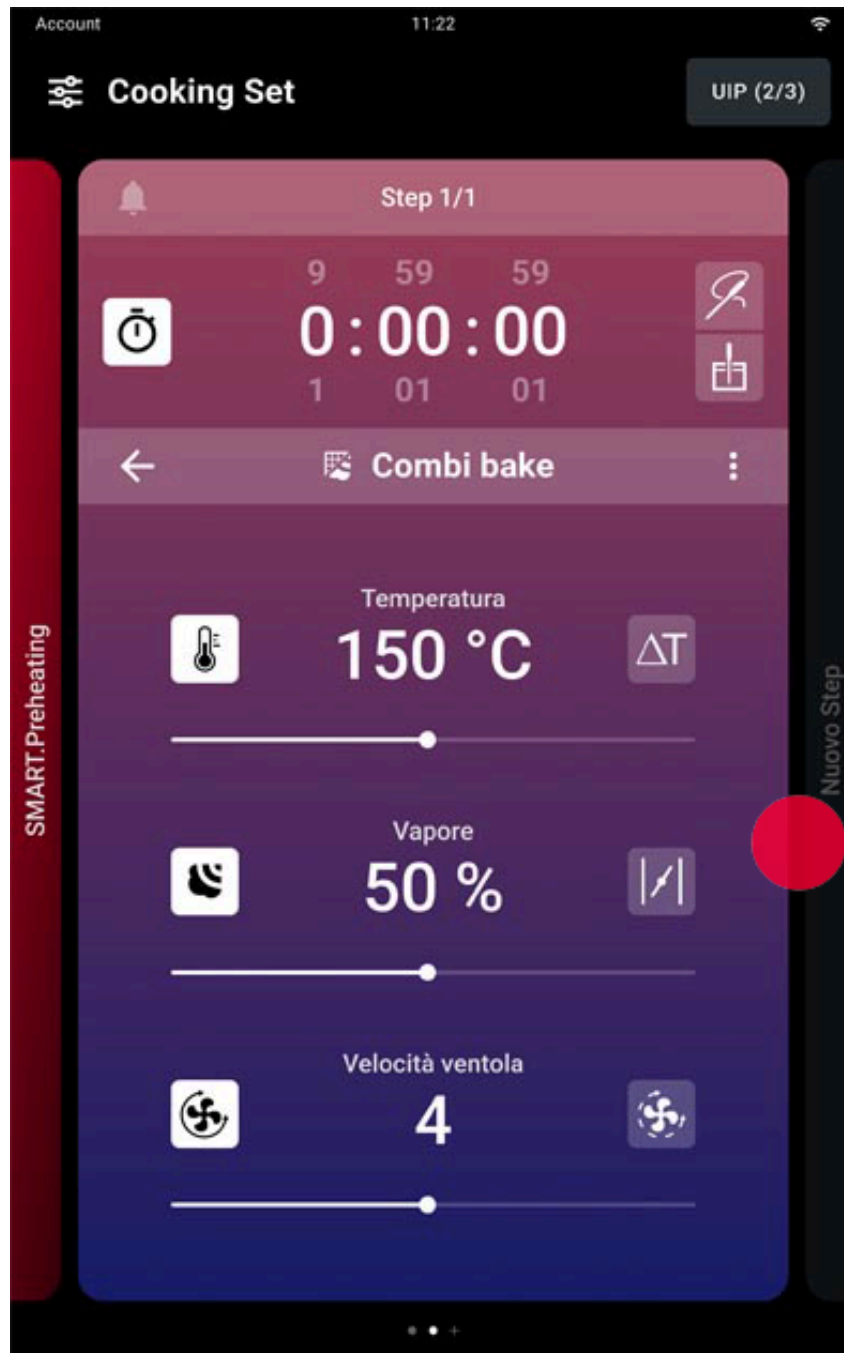 Account 11:22
Cooking Set UIP (2/3)
Step 1/1
9 59 59
0 : 00 : 00
1 01 01
Combi bake
Temperatura
150 °C ΔT
SMART.Preheating
Nuovo Step
Vapore
50 %
Velocità ventola
4